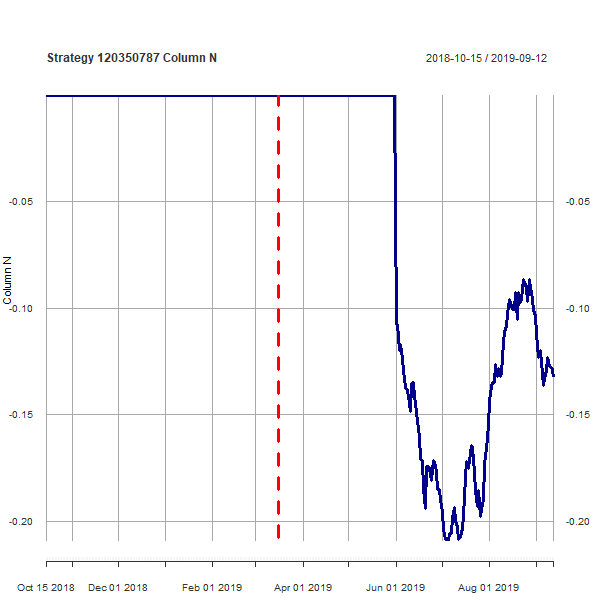 Strategy 120350787 Column N
2018-10-15 / 2019-09-12
-0.05
-0.05
Column N
-0.10
-0.10
-0.15
-0.15
-0.20
-0.20
Oct 15 2018
Dec 01 2018
Feb 01 2019
Apr 01 2019
Jun 01 2019
Aug 01 2019